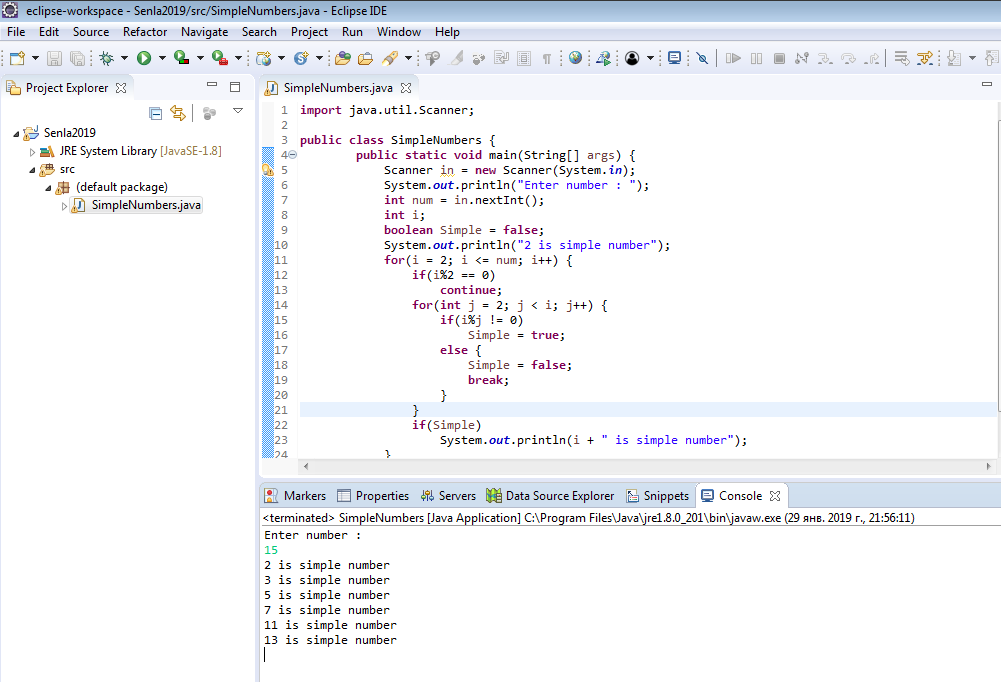 eclipse-workspace - Senla2019/src/SimpleNumbers.java - Eclipse IDE
File Edit Source Refactor Navigate Search Project Run Window Help
Project Explorer
Senla2019
JRE System Library [JavaSE-1.8]
src
(default package)
SimpleNumbers.java
SimpleNumbers.java
1 import java.util.Scanner;
2
3 public class SimpleNumbers {
4 public static void main(String[] args) {
5 Scanner in = new Scanner(System.in);
6 System.out.println("Enter number : ");
7 int num = in.nextInt();
8 int i;
9 boolean Simple = false;
10 System.out.println("2 is simple number");
11 for(i = 2; i <= num; i++) {
12 if(i%2 == 0)
13 continue;
14 for(int j = 2; j < i; j++) {
15 if(i%j != 0)
16 Simple = true;
17 else {
18 Simple = false;
19 break;
20 }
21 }
22 if(Simple)
23 System.out.println(i + " is simple number");
24 }
Markers Properties Servers Data Source Explorer Snippets Console
<terminated> SimpleNumbers [Java Application] C:\Program Files\Java\jre1.8.0_201\bin\javaw.exe (29 янв. 2019 г., 21:56:11)
Enter number :
15
2 is simple number
3 is simple number
5 is simple number
7 is simple number
11 is simple number
13 is simple number